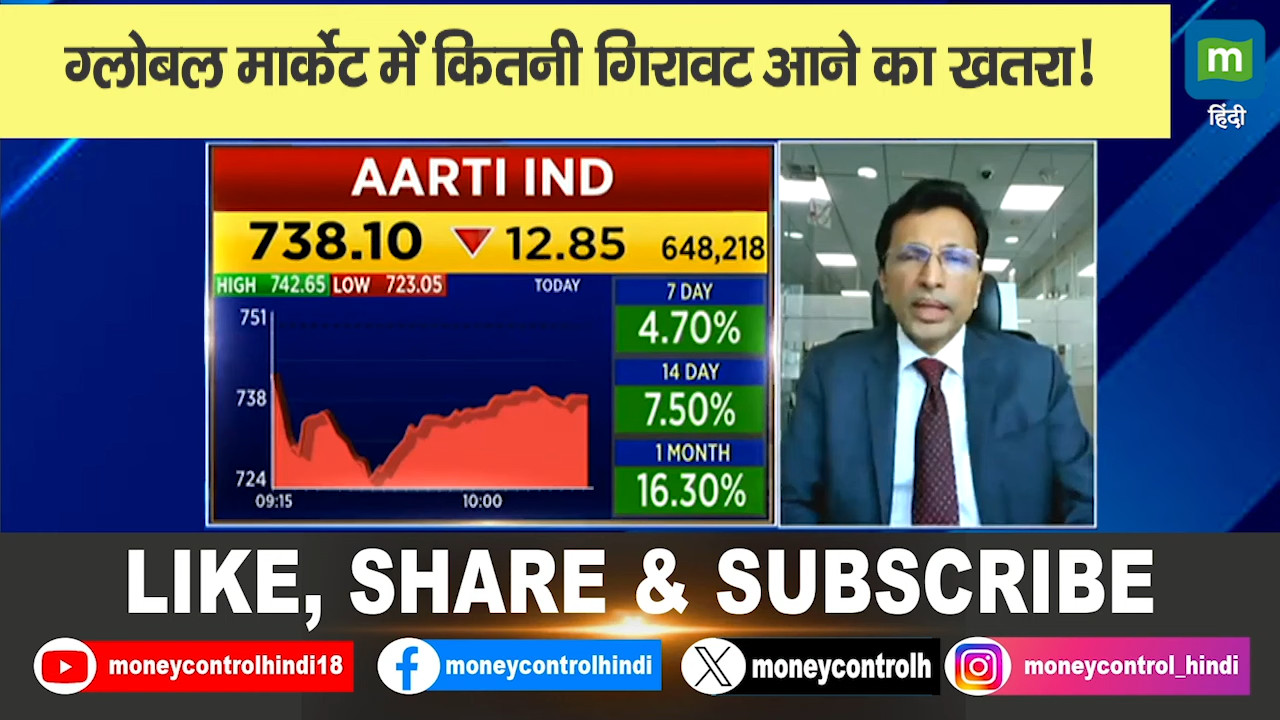 ग्लोबल मार्केट में कितनी गिरावट आने का खतरा!
m
हिंदी
AARTI IND
738.10 12.85 648,218
HIGH 742.65 LOW 723.05 TODAY
751
738
724
09:15 10:00
7 DAY
4.70%
14 DAY
7.50%
1 MONTH
16.30%
LIKE, SHARE & SUBSCRIBE
moneycontrolhindi18 moneycontrolhindi moneycontrolh moneycontrol_hindi